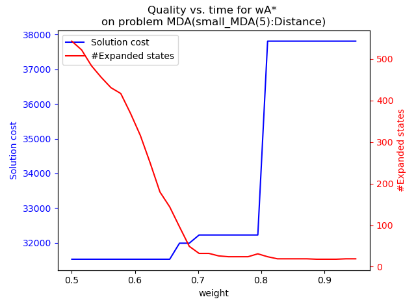 Quality vs. time for wA*
on problem MDA(small_MDA(5):Distance)
Solution cost
#Expanded states
38000
37000
36000
35000
34000
33000
32000
Solution cost
500
400
300
200
100
0
#Expanded states
0.5
0.6
0.7
0.8
0.9
weight